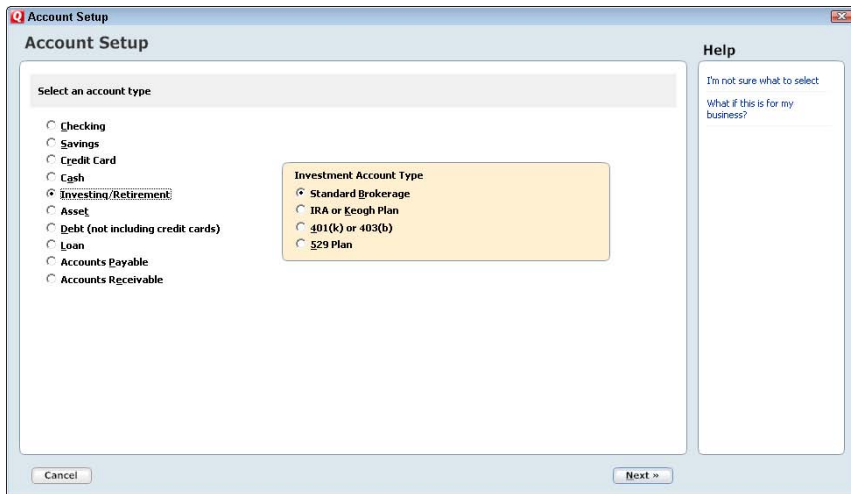 Q Account Setup
Account Setup
Select an account type
Checking
Savings
Credit Card
Cash
Investing/Retirement
Asset
Debt (not including credit cards)
Loan
Accounts Payable
Accounts Receivable
Investment Account Type
Standard Brokerage
IRA or Keogh Plan
401(k) or 403(b)
529 Plan
Help
I'm not sure what to select
What if this is for my
business?
Cancel
Next »